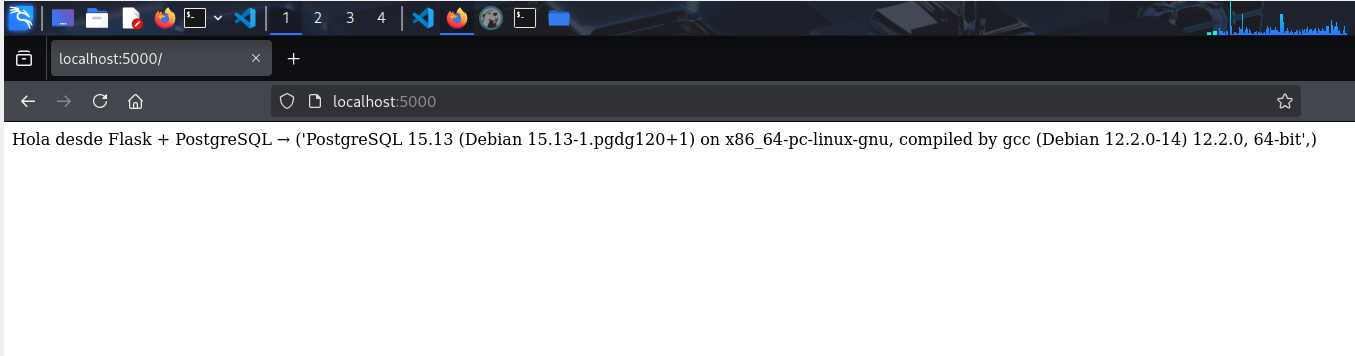 1 2 3 4
localhost:5000/
localhost:5000
Hola desde Flask + PostgreSQL → ('PostgreSQL 15.13 (Debian 15.13-1.pgdg120+1) on x86_64-pc-linux-gnu, compiled by gcc (Debian 12.2.0-14) 12.2.0, 64-bit',)